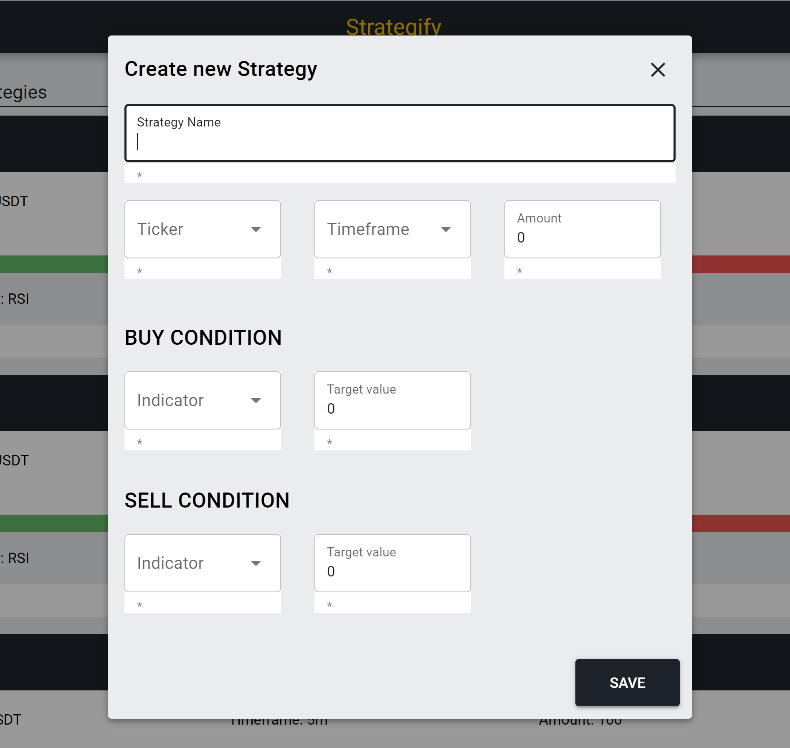 Strategify
Create new Strategy
tegies
Strategy Name
*
USDT
Ticker
Timeframe
Amount
0
*
*
*
: RSI
BUY CONDITION
Indicator
Target value
0
*
*
USDT
SELL CONDITION
: RSI
Indicator
Target value
0
*
*
SAVE
SDT
Timeframe: 5m
Amount: 100